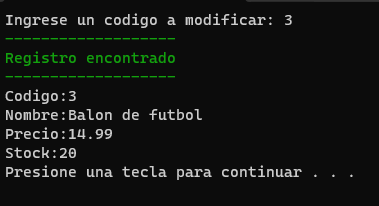 Ingrese un codigo a modificar: 3
-------------------
Registro encontrado
-------------------
Codigo:3
Nombre:Balon de futbol
Precio:14.99
Stock:20
Presione una tecla para continuar . . .